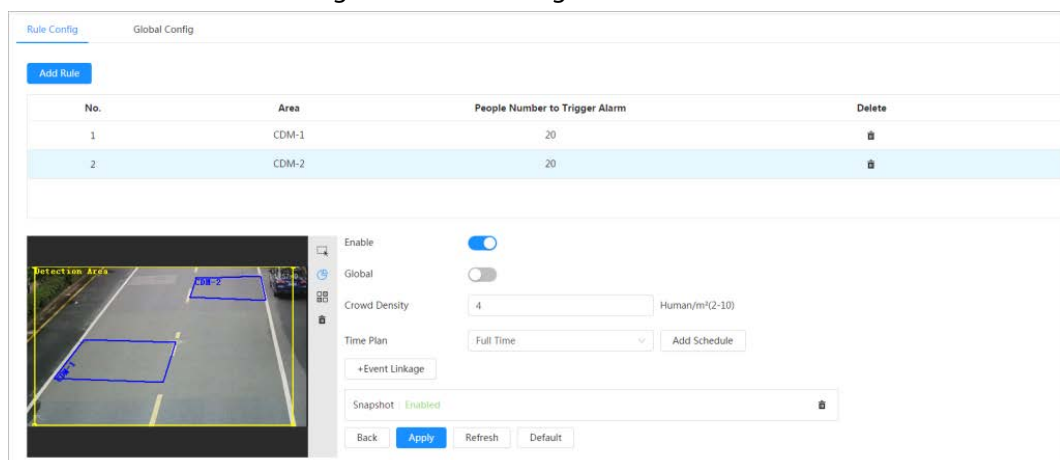 Rule Config Global Config
Add Rule
No. Area People Number to Trigger Alarm Delete
1 CDM-1 20
2 CDM-2 20
Enable
Detection Area
CDM-2
CDM-1
Global
Crowd Density 4 Human/m²(2-10)
Time Plan Full Time Add Schedule
+Event Linkage
Snapshot Enabled
Back Apply Refresh Default